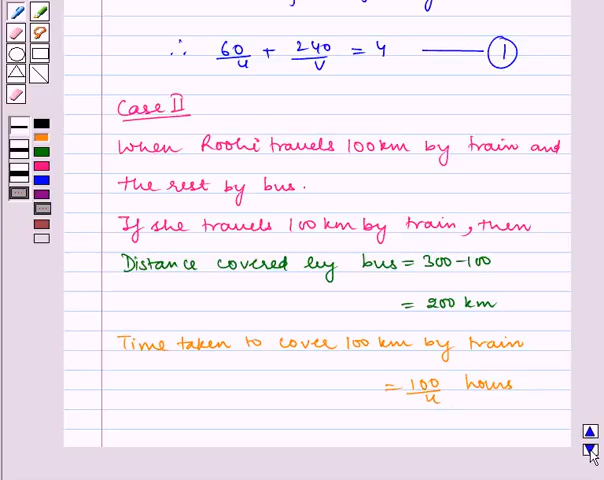 ∴ 60/u + 240/v = 4 ——— ①
Case II
When Roohi travels 100km by train and
the rest by bus.
If she travels 100 km by train, then
Distance covered by bus = 300-100
= 200 km
Time taken to cover 100 km by train
= 100/u hours